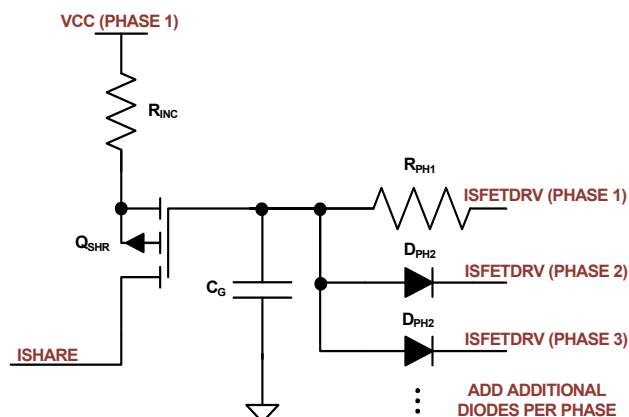 VCC (PHASE 1)
RINC
RPH1
ISFETDRV (PHASE 1)
QSHR
DPH2
CG
ISFETDRV (PHASE 2)
DPH2
ISFETDRV (PHASE 3)
ISHARE
ADD ADDITIONAL
DIODES PER PHASE